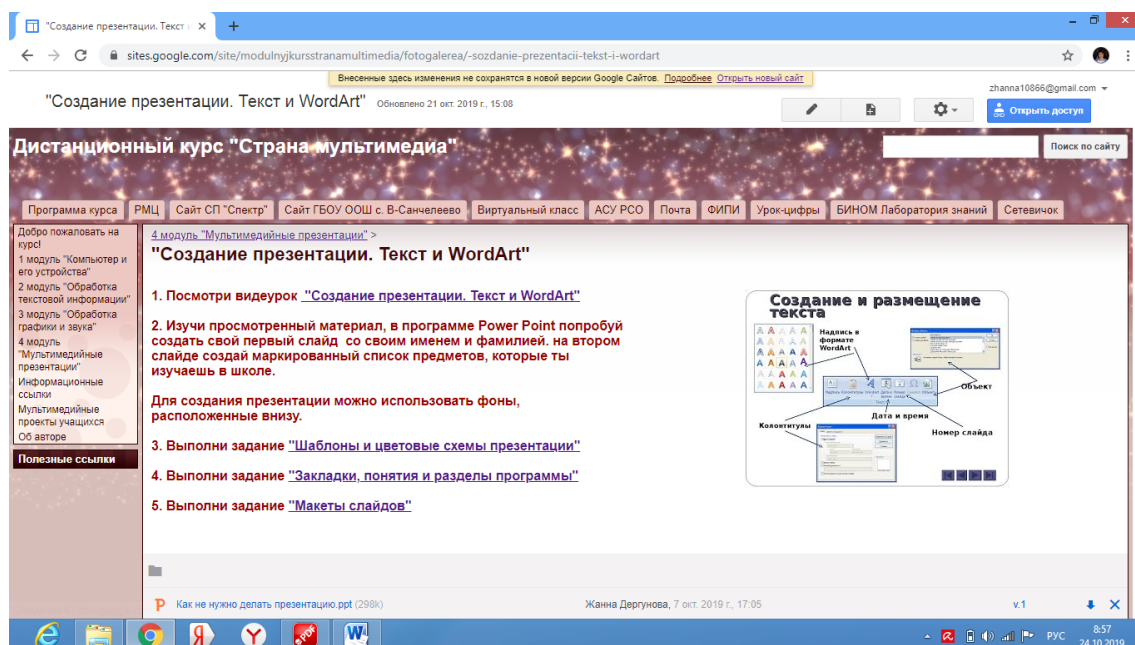 "Создание презентации. Текст и
sites.google.com/site/modulnyjkursstranamultimedia/fotogalerea/-sozdanie-prezentacii-tekst-i-wordart
Внесенные здесь изменения не сохранятся в новой версии Google Сайтов. Подробнее Открыть новый сайт
zhanna10866@gmail.com
"Создание презентации. Текст и WordArt" Обновлено 21 окт. 2019 г., 15:08
Открыть доступ
Дистанционный курс "Страна мультимедиа"
Поиск по сайту
Программа курса РМЦ Сайт СП "Спектр" Сайт ГБОУ ООШ с. В-Санчелеево Виртуальный класс АСУ РСО Почта ФИПИ Урок-цифры БИНОМ Лаборатория знаний Сетевичок
Добро пожаловать на
курс!
1 модуль "Компьютер и
его устройства"
2 модуль "Обработка
текстовой информации"
3 модуль "Обработка
графики и звука"
4 модуль
"Мультимедийные
презентации"
Информационные
ссылки
Мультимедийные
проекты учащихся
Об авторе
Полезные ссылки
4 модуль "Мультимедийные презентации" >
"Создание презентации. Текст и WordArt"
1. Посмотри видеурок "Создание презентации. Текст и WordArt"
2. Изучи просмотренный материал, в программе Power Point попробуй
создать свой первый слайд со своим именем и фамилией. на втором
слайде создай маркированный список предметов, которые ты
изучаешь в школе.
Для создания презентации можно использовать фоны,
расположенные внизу.
3. Выполни задание "Шаблоны и цветовые схемы презентации"
4. Выполни задание "Закладки, понятия и разделы программы"
5. Выполни задание "Макеты слайдов"
Создание и размещение
текста
Надпись в
формате
WordArt
Объект
Дата и время
Колонтитулы
Номер слайда
Как не нужно делать презентацию.ppt (298k)
Жанна Дергунова, 7 окт. 2019 г., 17:05
v.1
РУС
8:57
24.10.2019